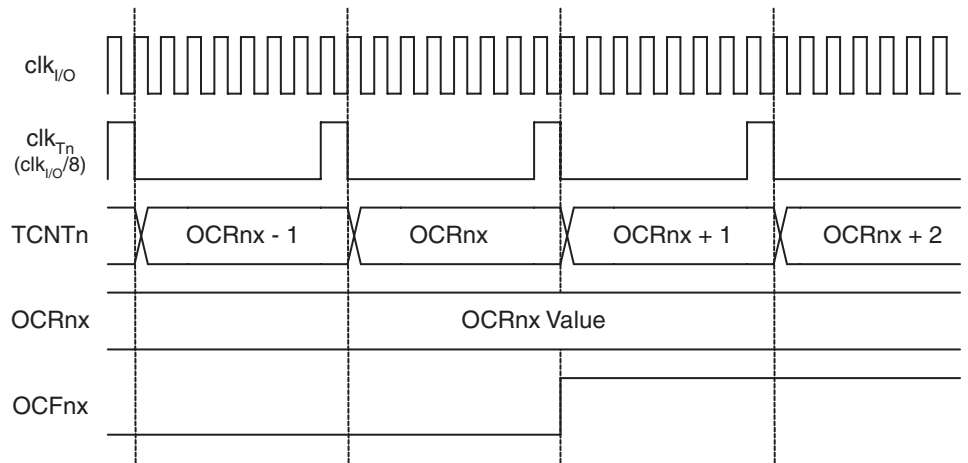 clkI/O
clkTn
(clkI/O/8)
TCNTn OCRnx - 1 OCRnx OCRnx + 1 OCRnx + 2
OCRnx OCRnx Value
OCFnx